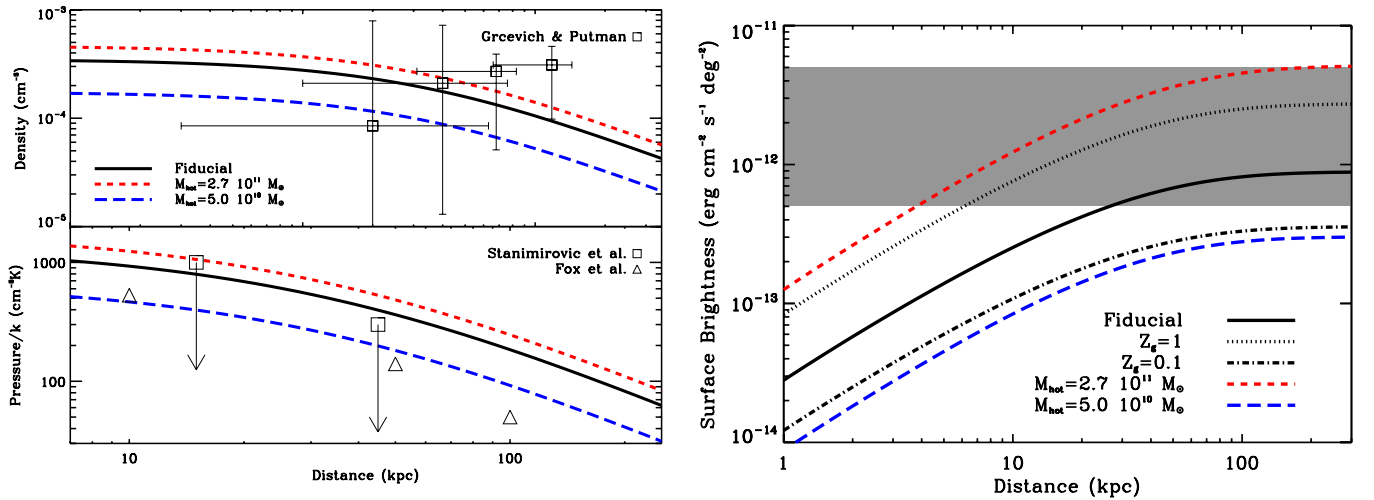 10⁻³
Grcevich & Putman
Density (cm⁻³)
10⁻⁴
Fiducial
M_hot=2.7 10¹¹ M_⊙
M_hot=5.0 10¹⁰ M_⊙
10⁻⁵
Stanimirovic et al.
Fox et al.
1000
Pressure/k (cm⁻³K)
100
10 100
Distance (kpc)
10⁻¹¹
10⁻¹²
Surface Brightness (erg cm⁻² s⁻¹ deg⁻²)
10⁻¹³
Fiducial
Z_g=1
Z_g=0.1
M_hot=2.7 10¹¹ M_⊙
M_hot=5.0 10¹⁰ M_⊙
10⁻¹⁴
1 10 100
Distance (kpc)